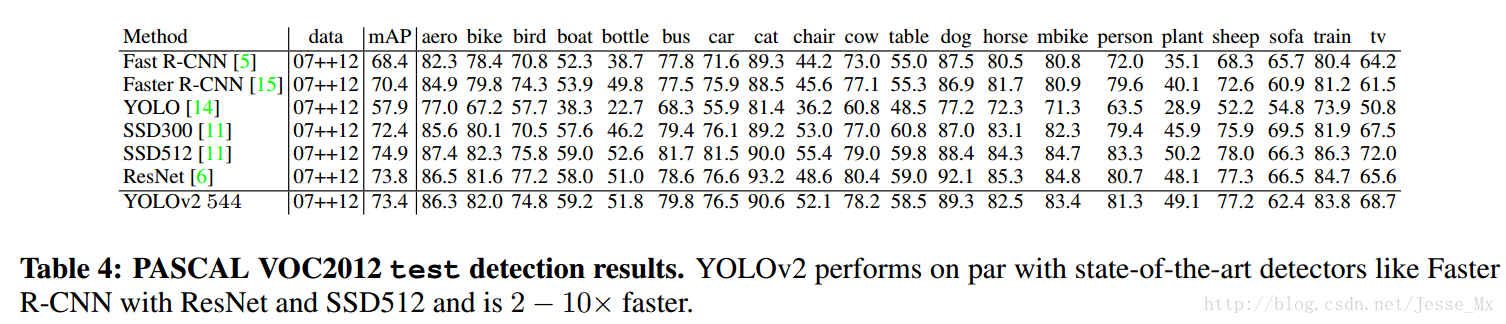 Method data mAP aero bike bird boat bottle bus car cat chair cow table dog horse mbike person plant sheep sofa train tv
Fast R-CNN [5] 07++12 68.4 82.3 78.4 70.8 52.3 38.7 77.8 71.6 89.3 44.2 73.0 55.0 87.5 80.5 80.8 72.0 35.1 68.3 65.7 80.4 64.2
Faster R-CNN [15] 07++12 70.4 84.9 79.8 74.3 53.9 49.8 77.5 75.9 88.5 45.6 77.1 55.3 86.9 81.7 80.9 79.6 40.1 72.6 60.9 81.2 61.5
YOLO [14] 07++12 57.9 77.0 67.2 57.7 38.3 22.7 68.3 55.9 81.4 36.2 60.8 48.5 77.2 72.3 71.3 63.5 28.9 52.2 54.8 73.9 50.8
SSD300 [11] 07++12 72.4 85.6 80.1 70.5 57.6 46.2 79.4 76.1 89.2 53.0 77.0 60.8 87.0 83.1 82.3 79.4 45.9 75.9 69.5 81.9 67.5
SSD512 [11] 07++12 74.9 87.4 82.3 75.8 59.0 52.6 81.7 81.5 90.0 55.4 79.0 59.8 88.4 84.3 84.7 83.3 50.2 78.0 66.3 86.3 72.0
ResNet [6] 07++12 73.8 86.5 81.6 77.2 58.0 51.0 78.6 76.6 93.2 48.6 80.4 59.0 92.1 85.3 84.8 80.7 48.1 77.3 66.5 84.7 65.6
YOLOv2 544 07++12 73.4 86.3 82.0 74.8 59.2 51.8 79.8 76.5 90.6 52.1 78.2 58.5 89.3 82.5 83.4 81.3 49.1 77.2 62.4 83.8 68.7
Table 4: PASCAL VOC2012 test detection results. YOLOv2 performs on par with state-of-the-art detectors like Faster
R-CNN with ResNet and SSD512 and is 2 − 10× faster.
http://blog.csdn.net/Jesse_Mx